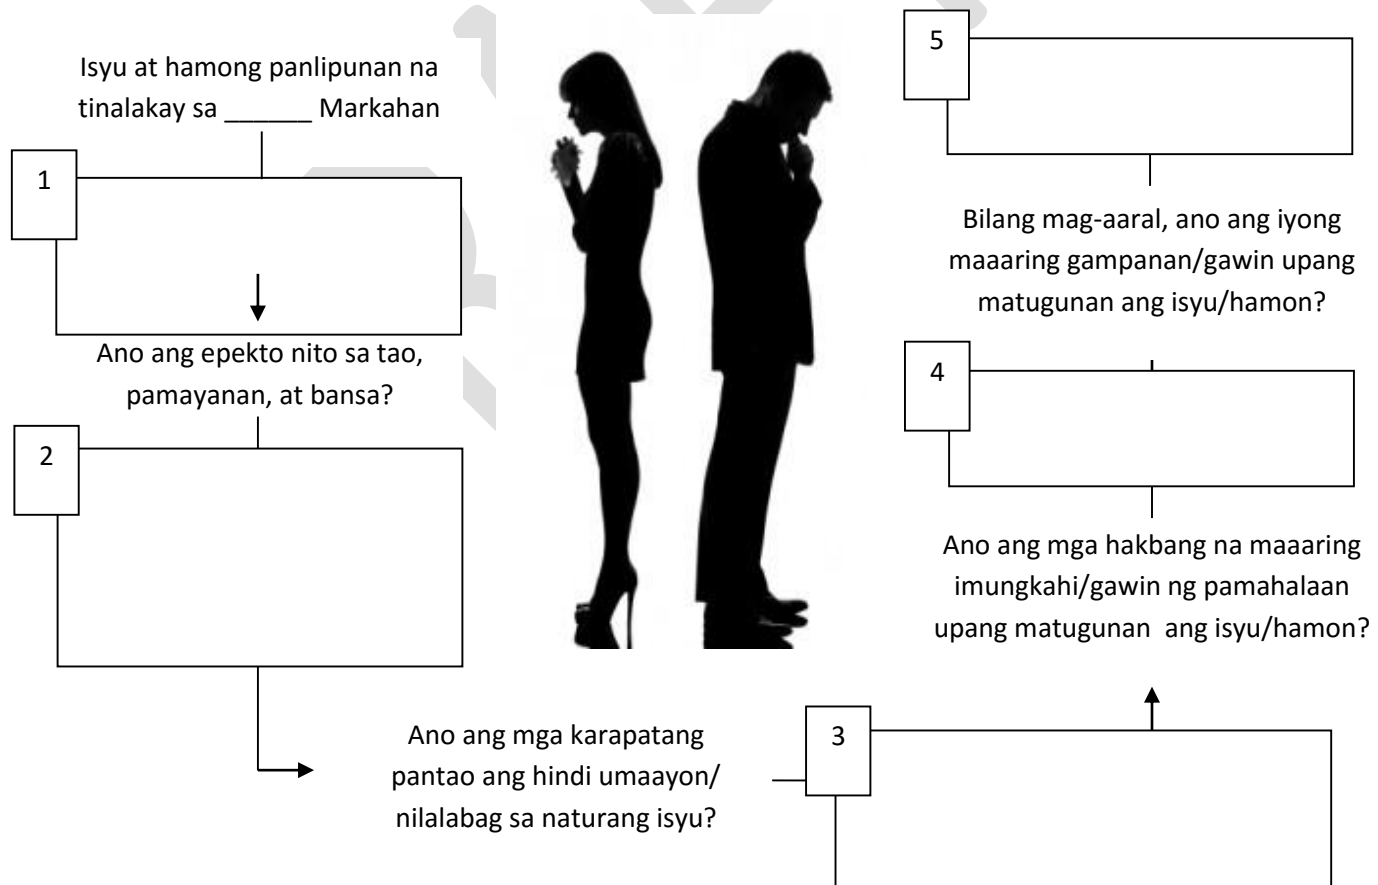 Isyu at hamong panlipunan na
tinalakay sa ______ Markahan
1
Ano ang epekto nito sa tao,
pamayanan, at bansa?
2
Ano ang mga karapatang
pantao ang hindi umaayon/
nilalabag sa naturang isyu?
3
Ano ang mga hakbang na maaaring
imungkahi/gawin ng pamahalaan
upang matugunan ang isyu/hamon?
4
Bilang mag-aaral, ano ang iyong
maaaring gampanan/gawin upang
matugunan ang isyu/hamon?
5